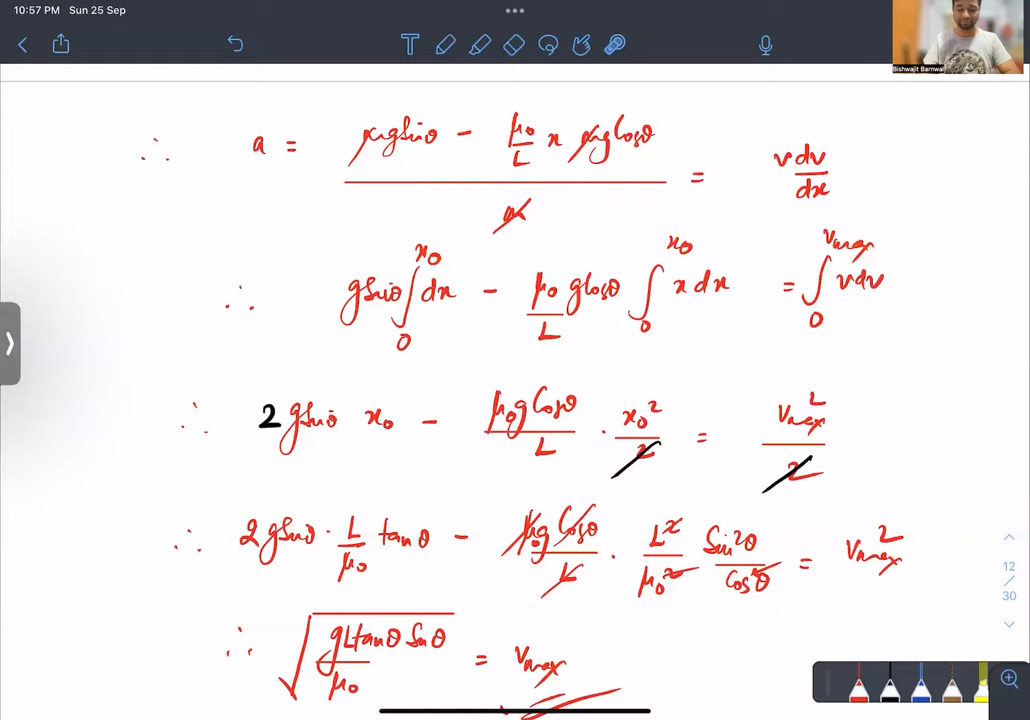 10:57 PM Sun 25 Sep
Bishwajit Barnwal
∴ a = (mg sinθ - μ₀/L x mg cosθ) / m = v dv/dx
∴ g sinθ ∫₀^x₀ dx - μ₀/L g cosθ ∫₀^x₀ x dx = ∫₀^vmax v dv
∴ 2 g sinθ x₀ - μ₀ g cosθ/L · x₀²/2 = vmax²/2
∴ 2 g sinθ · L/μ₀ tanθ - μ₀ g cosθ/L · L²/μ₀² sin²θ/cos²θ = vmax²
12
/
30
∴ √(gL tanθ sinθ/μ₀) = vmax